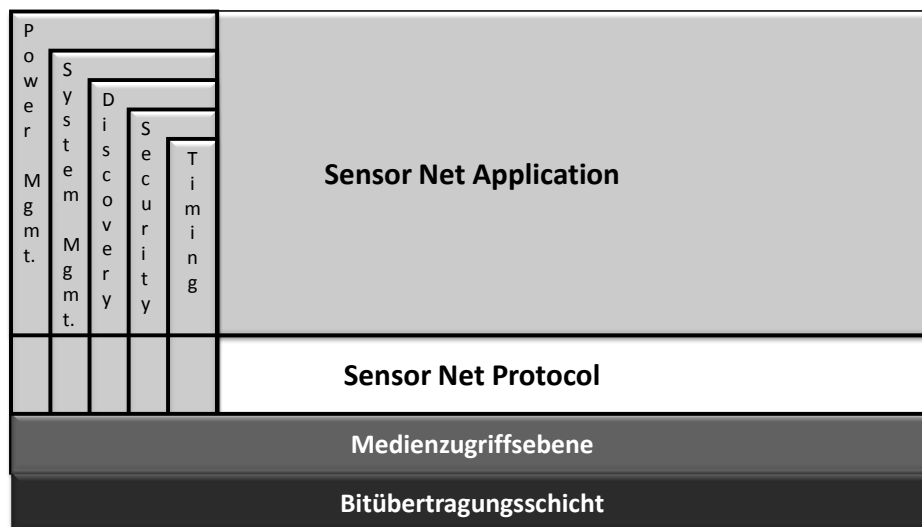 Power Mgmt.
System Mgmt.
Discovery
Security
Timing
Sensor Net Application
Sensor Net Protocol
Medienzugriffsebene
Bitübertragungsschicht